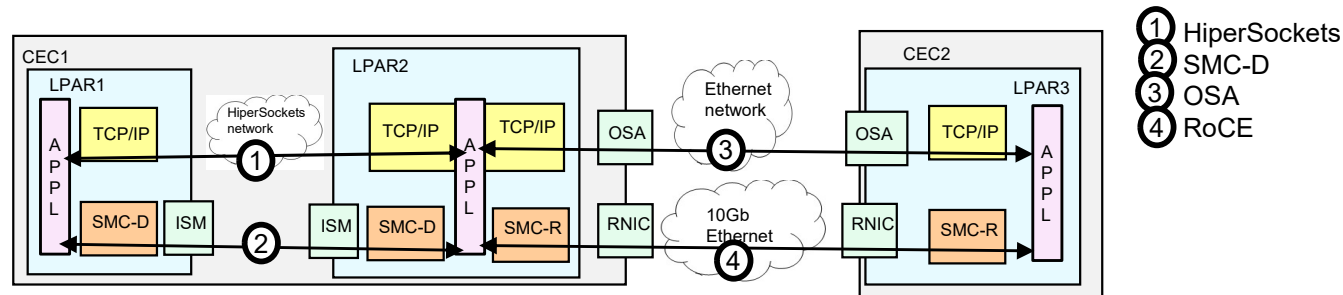 CEC1
LPAR1
A
P
P
L
TCP/IP
SMC-D
ISM
HiperSockets
network
1
2
LPAR2
ISM
TCP/IP
SMC-D
A
P
P
L
TCP/IP
SMC-R
OSA
RNIC
Ethernet
network
3
10Gb
Ethernet
4
CEC2
LPAR3
OSA
RNIC
TCP/IP
SMC-R
A
P
P
L
1 HiperSockets
2 SMC-D
3 OSA
4 RoCE